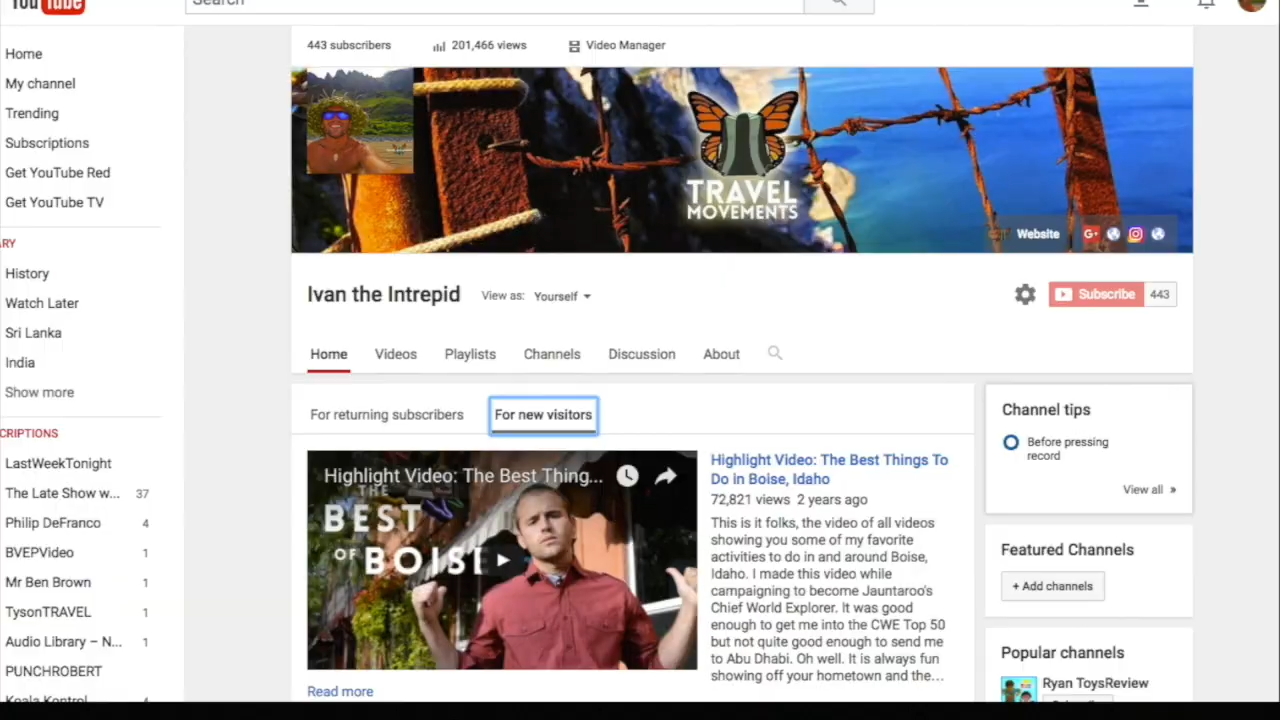 You Tube
Search
Home
My channel
Trending
Subscriptions
Get YouTube Red
Get YouTube TV
RY
History
Watch Later
Sri Lanka
India
Show more
CRIPTIONS
LastWeekTonight
The Late Show w... 37
Philip DeFranco 4
BVEPVideo 1
Mr Ben Brown 1
TysonTRAVEL 1
Audio Library – N... 1
PUNCHROBERT
Koala Kontrol 4
443 subscribers 201,466 views Video Manager
TRAVEL
MOVEMENTS
Website G+
Ivan the Intrepid View as: Yourself
Subscribe 443
Home Videos Playlists Channels Discussion About
For returning subscribers For new visitors
Highlight Video: The Best Thing...
THE
BEST
OF BOISE
Highlight Video: The Best Things To
Do In Boise, Idaho
72,821 views 2 years ago
This is it folks, the video of all videos
showing you some of my favorite
activities to do in and around Boise,
Idaho. I made this video while
campaigning to become Jauntaroo's
Chief World Explorer. It was good
enough to get me into the CWE Top 50
but not quite good enough to send me
to Abu Dhabi. Oh well. It is always fun
showing off your hometown and the...
Read more
Channel tips
Before pressing
record
View all »
Featured Channels
+ Add channels
Popular channels
Ryan ToysReview